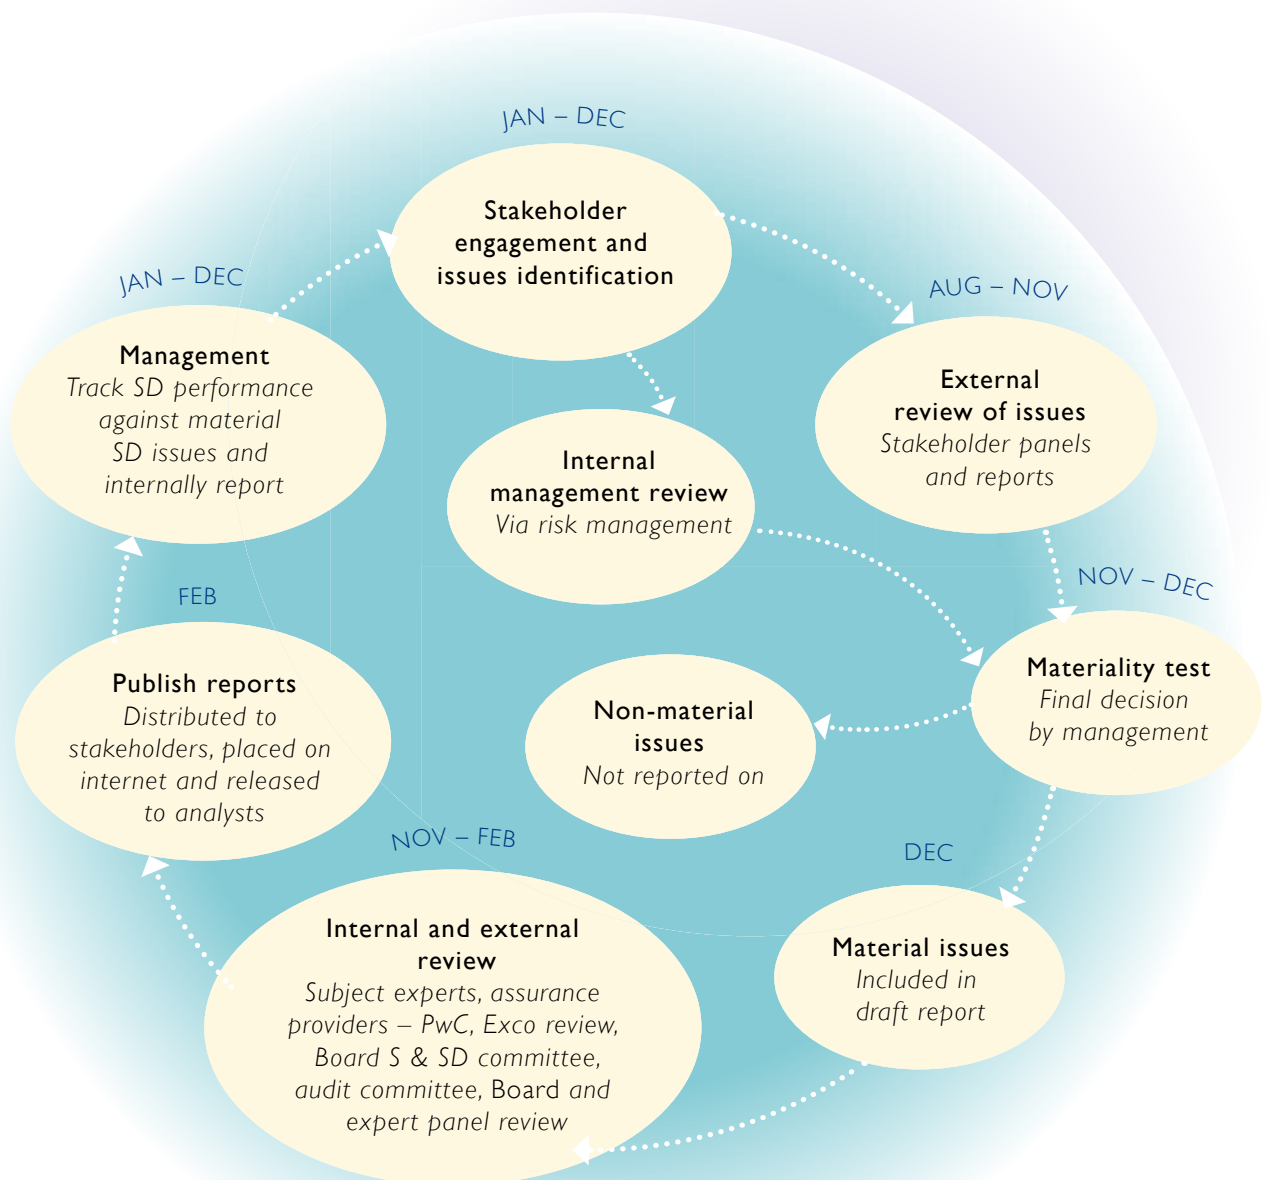 JAN – DEC
Stakeholder
engagement and
issues identification
JAN – DEC
Management
Track SD performance
against material
SD issues and
internally report
AUG – NOV
External
review of issues
Stakeholder panels
and reports
Internal
management review
Via risk management
NOV – DEC
Materiality test
Final decision
by management
FEB
Publish reports
Distributed to
stakeholders, placed on
internet and released
to analysts
Non-material
issues
Not reported on
NOV – FEB
Internal and external
review
Subject experts, assurance
providers – PwC, Exco review,
Board S & SD committee,
audit committee, Board and
expert panel review
DEC
Material issues
Included in
draft report